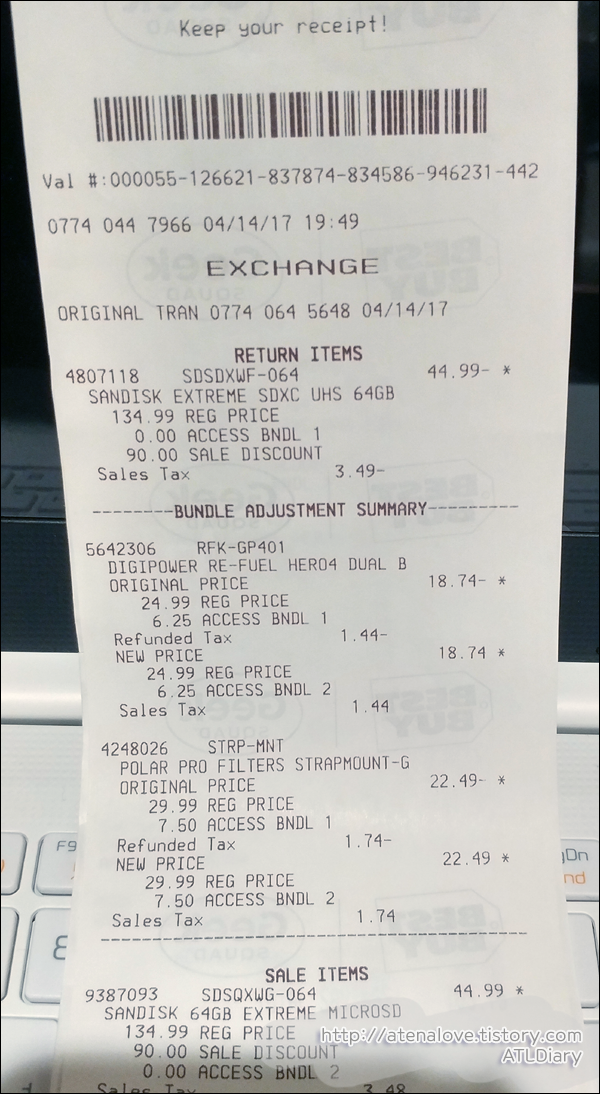 Keep your receipt!
Val #:000055-126621-837874-834586-946231-442
0774 044 7966 04/14/17 19:49
EXCHANGE
ORIGINAL TRAN 0774 064 5648 04/14/17
RETURN ITEMS
4807118 SDSDXWF-064 44.99- *
SANDISK EXTREME SDXC UHS 64GB
134.99 REG PRICE
0.00 ACCESS BNDL 1
90.00 SALE DISCOUNT
Sales Tax 3.49-
--------BUNDLE ADJUSTMENT SUMMARY---------
5642306 RFK-GP401
DIGIPOWER RE-FUEL HERO4 DUAL B
ORIGINAL PRICE 18.74- *
24.99 REG PRICE
6.25 ACCESS BNDL 1
Refunded Tax 1.44-
NEW PRICE 18.74 *
24.99 REG PRICE
6.25 ACCESS BNDL 2
Sales Tax 1.44
4248026 STRP-MNT
POLAR PRO FILTERS STRAPMOUNT-G
ORIGINAL PRICE 22.49- *
29.99 REG PRICE
7.50 ACCESS BNDL 1
Refunded Tax 1.74-
NEW PRICE 22.49 *
29.99 REG PRICE
7.50 ACCESS BNDL 2
Sales Tax 1.74
------------------------------------------
SALE ITEMS
9387093 SDSQXWG-064 44.99 *
SANDISK 64GB EXTREME MICROSD
134.99 REG PRICE
90.00 SALE DISCOUNT
0.00 ACCESS BNDL 2
Sales Tax 3.48
http://atenalove.tistory.com
ATLDiary
F9
8